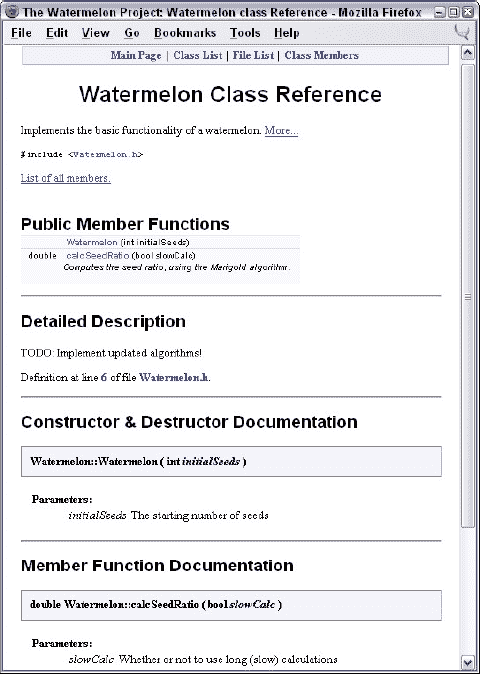 The Watermelon Project: Watermelon class Reference - Mozilla Firefox
File Edit View Go Bookmarks Tools Help
Main Page | Class List | File List | Class Members
Watermelon Class Reference
Implements the basic functionality of a watermelon. More...
#include <Watermelon.h>
List of all members.
Public Member Functions
Watermelon (int initialSeeds)
double calcSeedRatio (bool slowCalc)
Computes the seed ratio, using the Marigold algorithm.
Detailed Description
TODO: Implement updated algorithms!
Definition at line 6 of file Watermelon.h.
Constructor & Destructor Documentation
Watermelon::Watermelon ( int initialSeeds )
Parameters:
initialSeeds The starting number of seeds
Member Function Documentation
double Watermelon::calcSeedRatio ( bool slowCalc )
Parameters:
slowCalc Whether or not to use long (slow) calculations